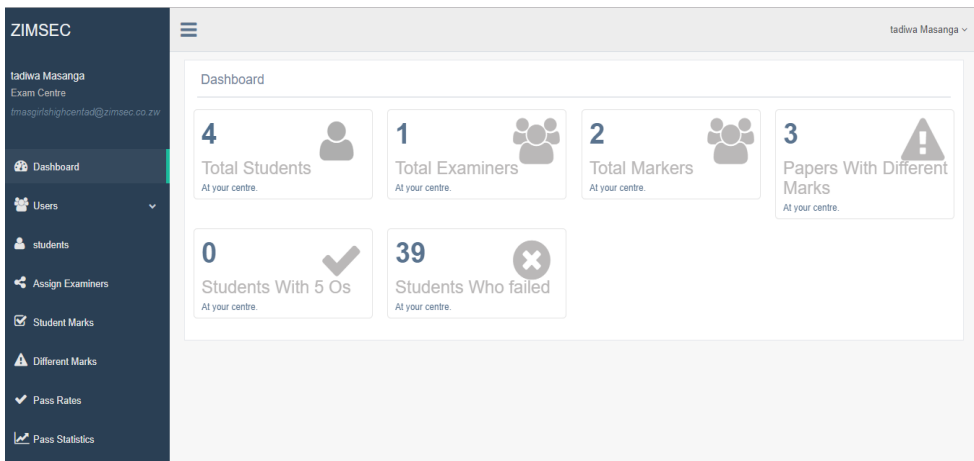 ZIMSEC
tadiwa Masanga
tadiwa Masanga
Exam Centre
tmasgirlshighcentad@zimsec.co.zw
Dashboard
Users
students
Assign Examiners
Student Marks
Different Marks
Pass Rates
Pass Statistics
Dashboard
4
Total Students
At your centre.
1
Total Examiners
At your centre.
2
Total Markers
At your centre.
3
Papers With Different
Marks
At your centre.
0
Students With 5 Os
At your centre.
39
Students Who failed
At your centre.